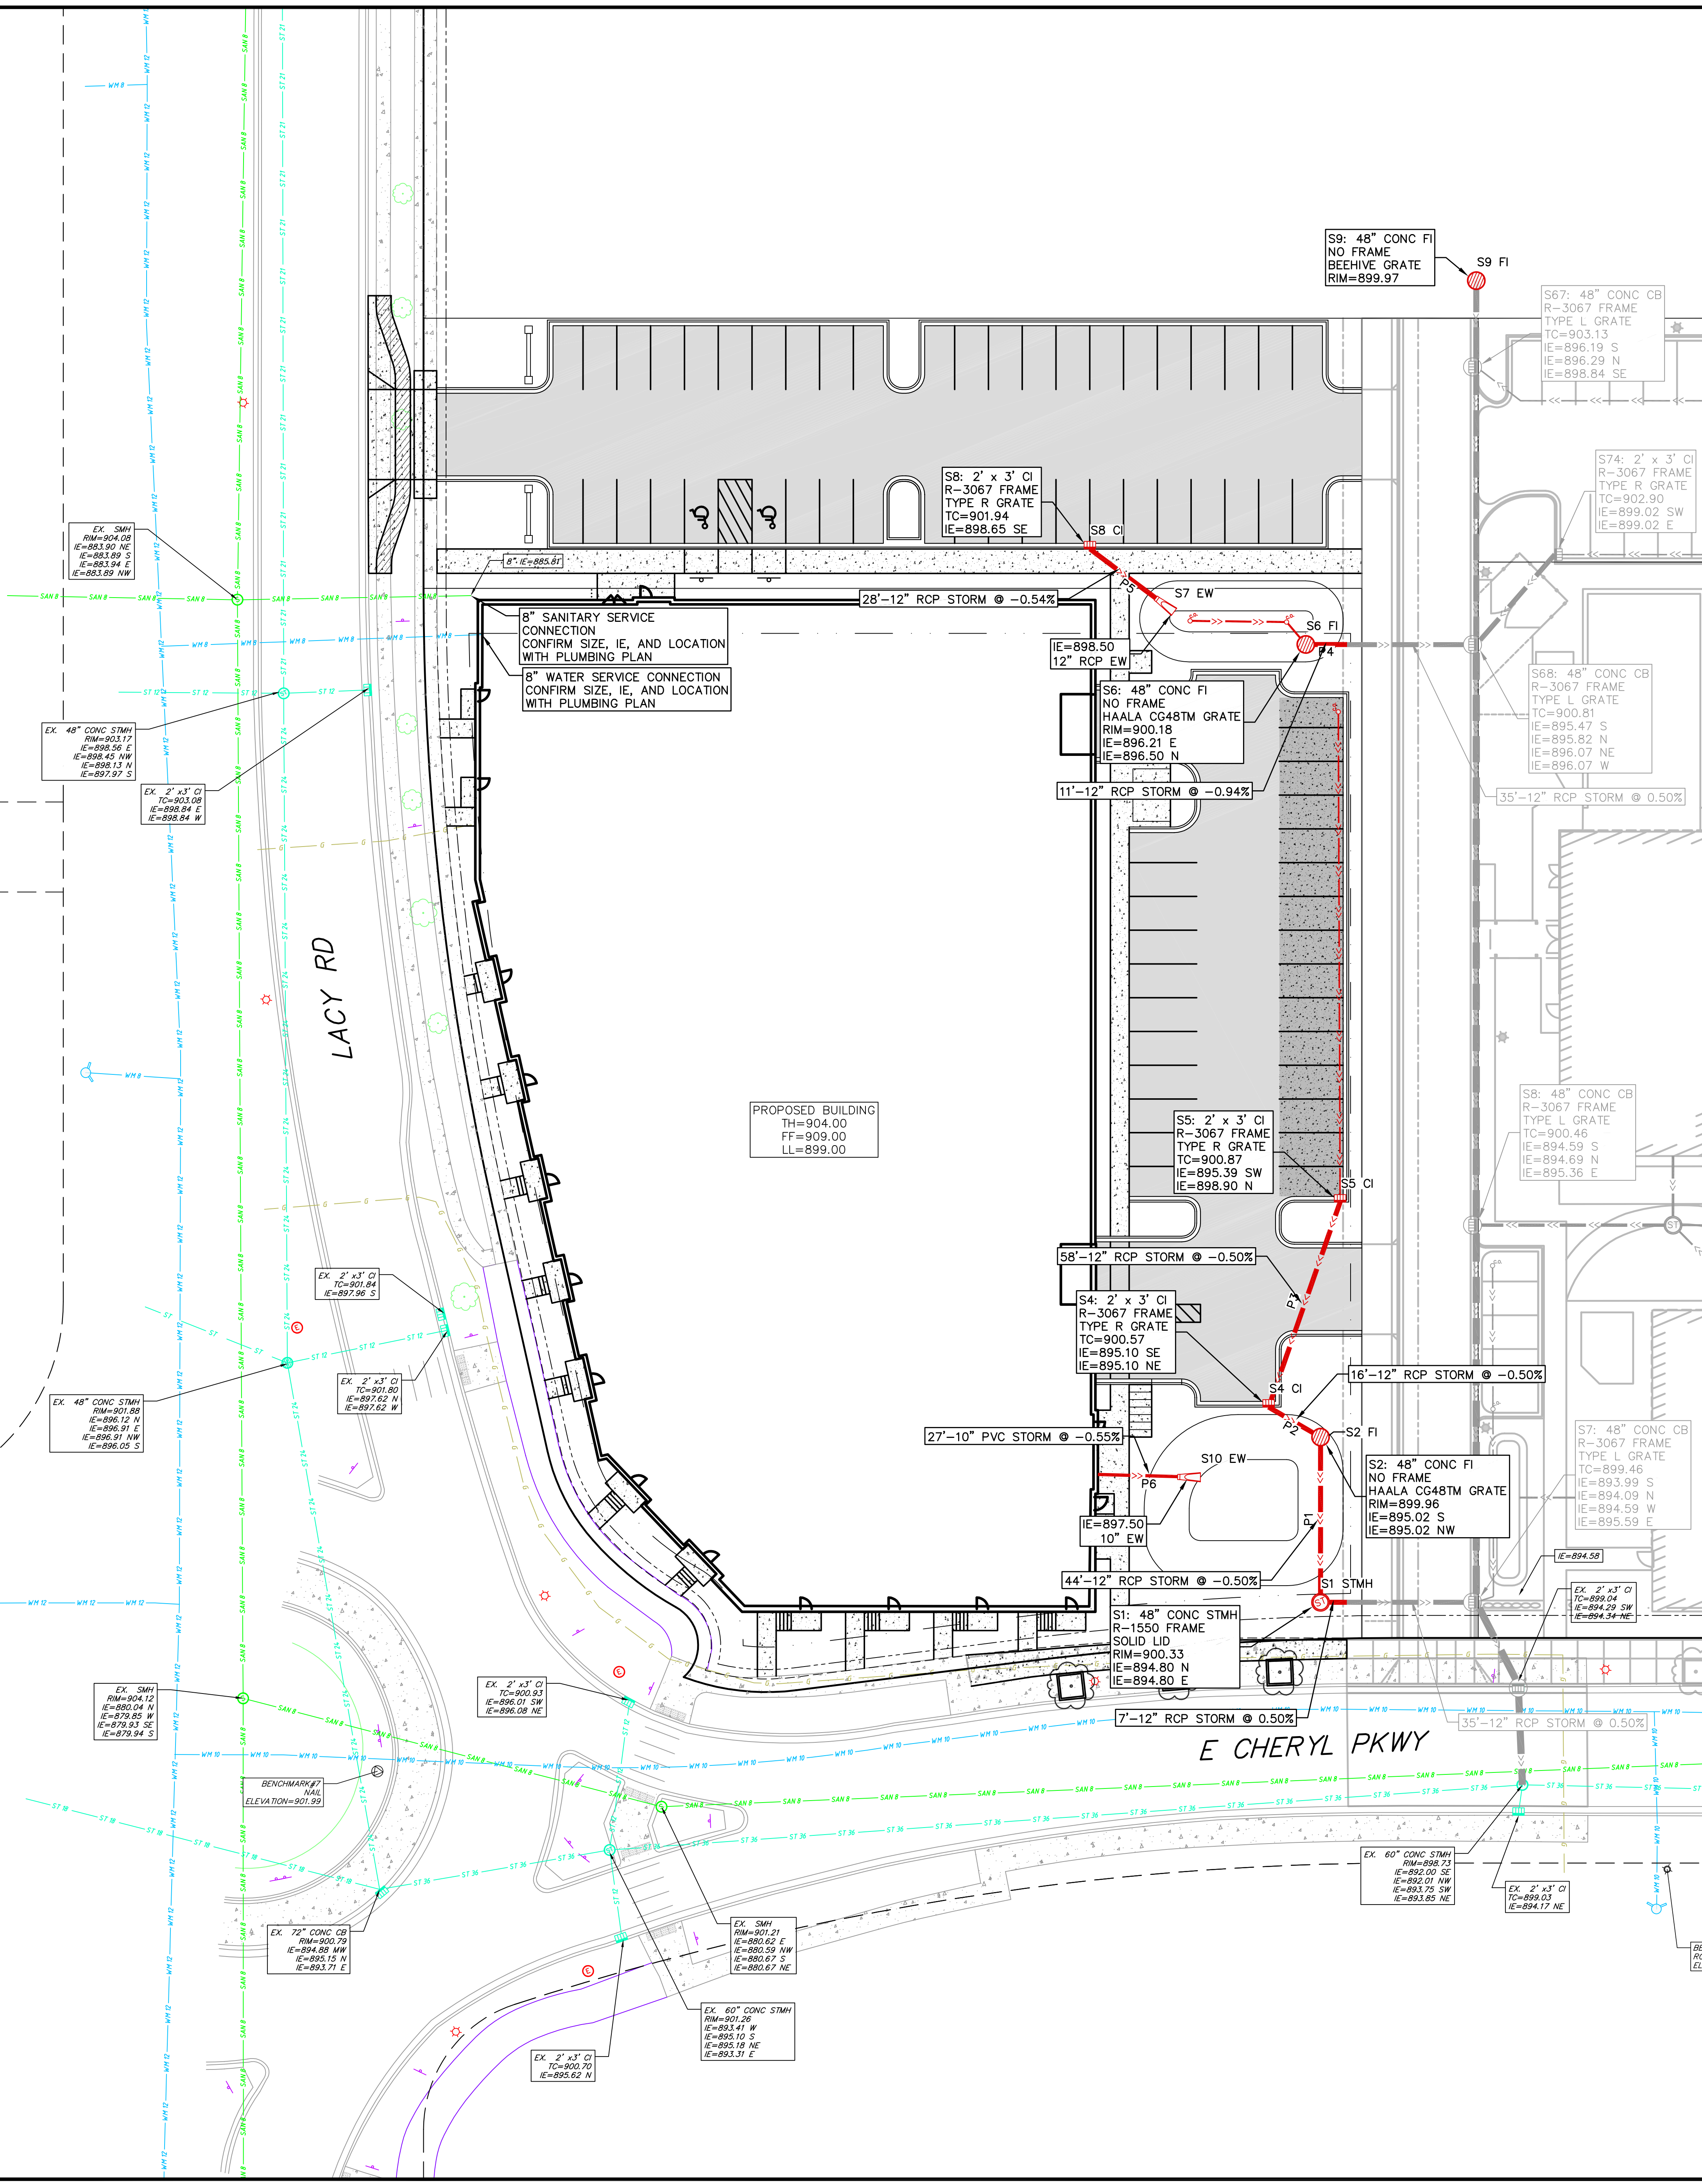 S9: 48" CONC FI
NO FRAME
BEEHIVE GRATE
RIM=899.97
S9 FI
S67: 48" CONC CB
R-3067 FRAME
TYPE L GRATE
TC=903.13
IE=896.19 S
IE=896.29 N
IE=898.84 SE
S74: 2' x 3' CI
R-3067 FRAME
TYPE R GRATE
TC=902.90
IE=899.02 SW
IE=899.02 E
S8: 2' x 3' CI
R-3067 FRAME
TYPE R GRATE
TC=901.94
IE=898.65 SE
S8 CI
EX. SMH
RIM=904.08
IE=883.90 NE
IE=883.89 S
IE=883.94 E
IE=883.89 NW
8"-IE=885.81
28'-12" RCP STORM @ -0.54%
P5
S7 EW
S6 FI
P4
8" SANITARY SERVICE
CONNECTION
CONFIRM SIZE, IE, AND LOCATION
WITH PLUMBING PLAN
8" WATER SERVICE CONNECTION
CONFIRM SIZE, IE, AND LOCATION
WITH PLUMBING PLAN
IE=898.50
12" RCP EW
S6: 48" CONC FI
NO FRAME
HAALA CG48TM GRATE
RIM=900.18
IE=896.21 E
IE=896.50 N
S68: 48" CONC CB
R-3067 FRAME
TYPE L GRATE
TC=900.81
IE=895.47 S
IE=895.82 N
IE=896.07 NE
IE=896.07 W
EX. 48" CONC STMH
RIM=903.17
IE=898.56 E
IE=898.45 NW
IE=898.13 N
IE=897.97 S
EX. 2' x3' CI
TC=903.08
IE=898.84 E
IE=898.84 W
11'-12" RCP STORM @ -0.94%
35'-12" RCP STORM @ 0.50%
LACY RD
PROPOSED BUILDING
TH=904.00
FF=909.00
LL=899.00
S5: 2' x 3' CI
R-3067 FRAME
TYPE R GRATE
TC=900.87
IE=895.39 SW
IE=898.90 N
S5 CI
S8: 48" CONC CB
R-3067 FRAME
TYPE L GRATE
TC=900.46
IE=894.59 S
IE=894.69 N
IE=895.36 E
ST
58'-12" RCP STORM @ -0.50%
P3
EX. 2' x3' CI
TC=901.84
IE=897.96 S
S4: 2' x 3' CI
R-3067 FRAME
TYPE R GRATE
TC=900.57
IE=895.10 SE
IE=895.10 NE
S4 CI
16'-12" RCP STORM @ -0.50%
P2
S2 FI
EX. 2' x3' CI
TC=901.80
IE=897.62 N
IE=897.62 W
EX. 48" CONC STMH
RIM=901.88
IE=896.12 N
IE=896.91 E
IE=896.91 NW
IE=896.05 S
27'-10" PVC STORM @ -0.55%
S10 EW
P6
S2: 48" CONC FI
NO FRAME
HAALA CG48TM GRATE
RIM=899.96
IE=895.02 S
IE=895.02 NW
S7: 48" CONC CB
R-3067 FRAME
TYPE L GRATE
TC=899.46
IE=893.99 S
IE=894.09 N
IE=894.59 W
IE=895.59 E
IE=897.50
10" EW
P1
IE=894.58
44'-12" RCP STORM @ -0.50%
S1 STMH
ST
EX. 2' x3' CI
TC=899.04
IE=894.29 SW
IE=894.34 NE
S1: 48" CONC STMH
R-1550 FRAME
SOLID LID
RIM=900.33
IE=894.80 N
IE=894.80 E
7'-12" RCP STORM @ 0.50%
35'-12" RCP STORM @ 0.50%
E CHERYL PKWY
EX. SMH
RIM=904.12
IE=880.04 N
IE=879.85 W
IE=879.93 SE
IE=879.94 S
EX. 2' x3' CI
TC=900.93
IE=896.01 SW
IE=896.08 NE
BENCHMARK#7
NAIL
ELEVATION=901.99
EX. 60" CONC STMH
RIM=898.73
IE=892.00 SE
IE=892.01 NW
IE=893.75 SW
IE=893.85 NE
EX. 2' x3' CI
TC=899.03
IE=894.17 NE
EX. 72" CONC CB
RIM=900.79
IE=894.88 MW
IE=895.15 N
IE=893.71 E
EX. SMH
RIM=901.21
IE=880.62 E
IE=880.59 NW
IE=880.67 S
IE=880.67 NE
EX. 60" CONC STMH
RIM=901.26
IE=893.41 W
IE=895.10 S
IE=895.18 NE
IE=893.31 E
EX. 2' x3' CI
TC=900.70
IE=895.62 N
WM 8
WM 12
SAN 8
ST 21
ST 12
ST 24
ST 18
ST 36
WM 10
G
E